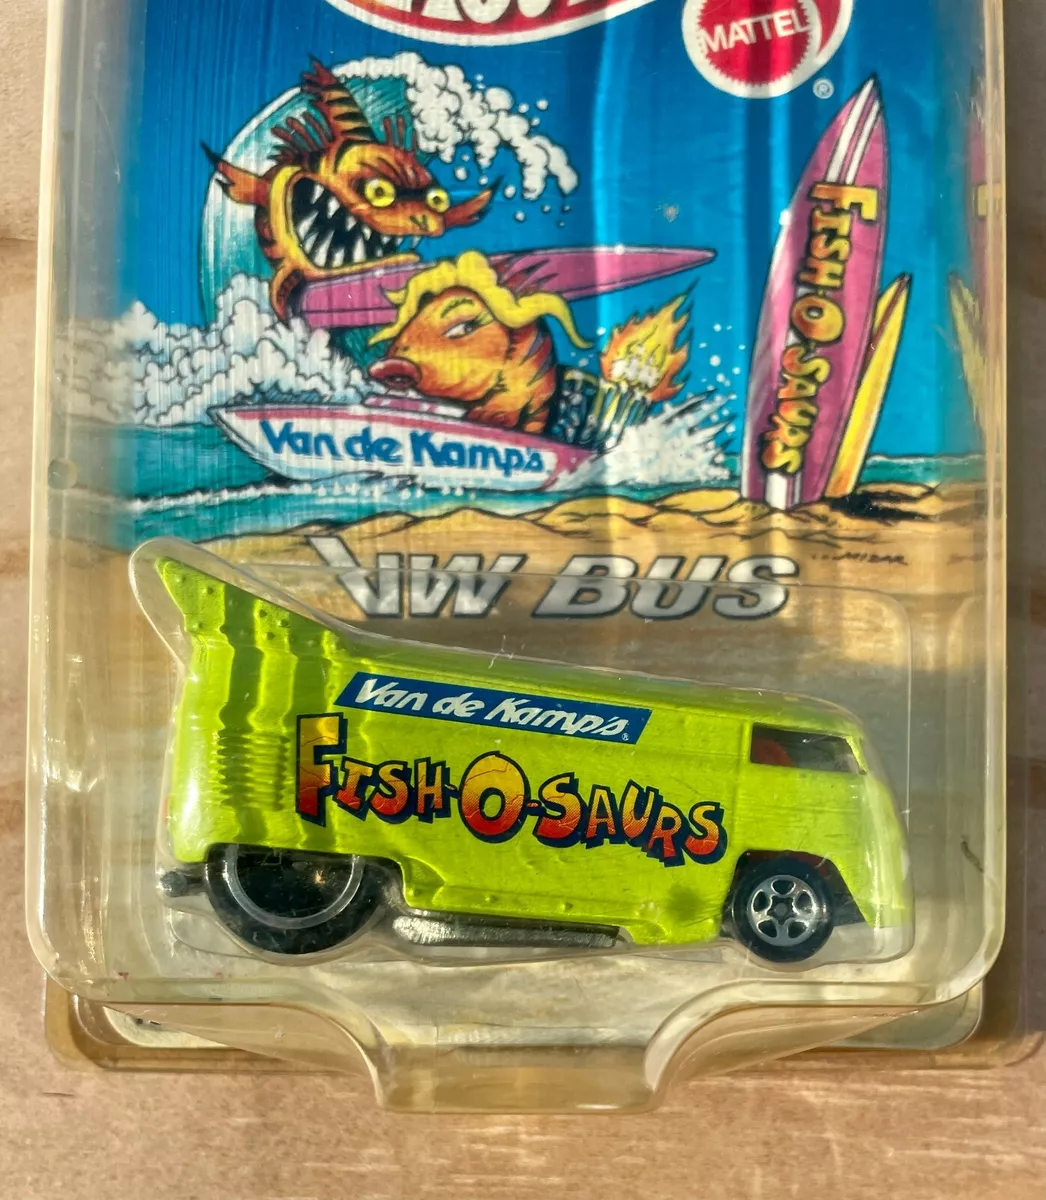 MATTEL
®
FISH-O-SAURS
Van de Kamp's
VW BUS
Van de Kamp's®
FISH-O-SAURS